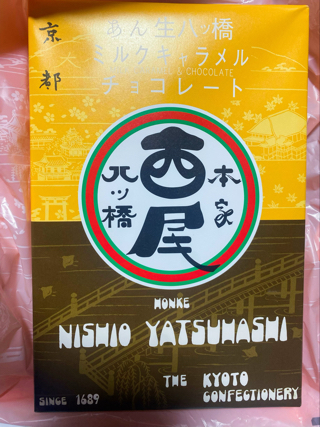 京都
あん生八ッ橋
ミルクキャラメル
& CHOCOLATE
チョコレート
本家
西尾
八ッ橋
HONKE
NISHIO YATSUHASHI
THE KYOTO
CONFECTIONERY
SINCE 1689